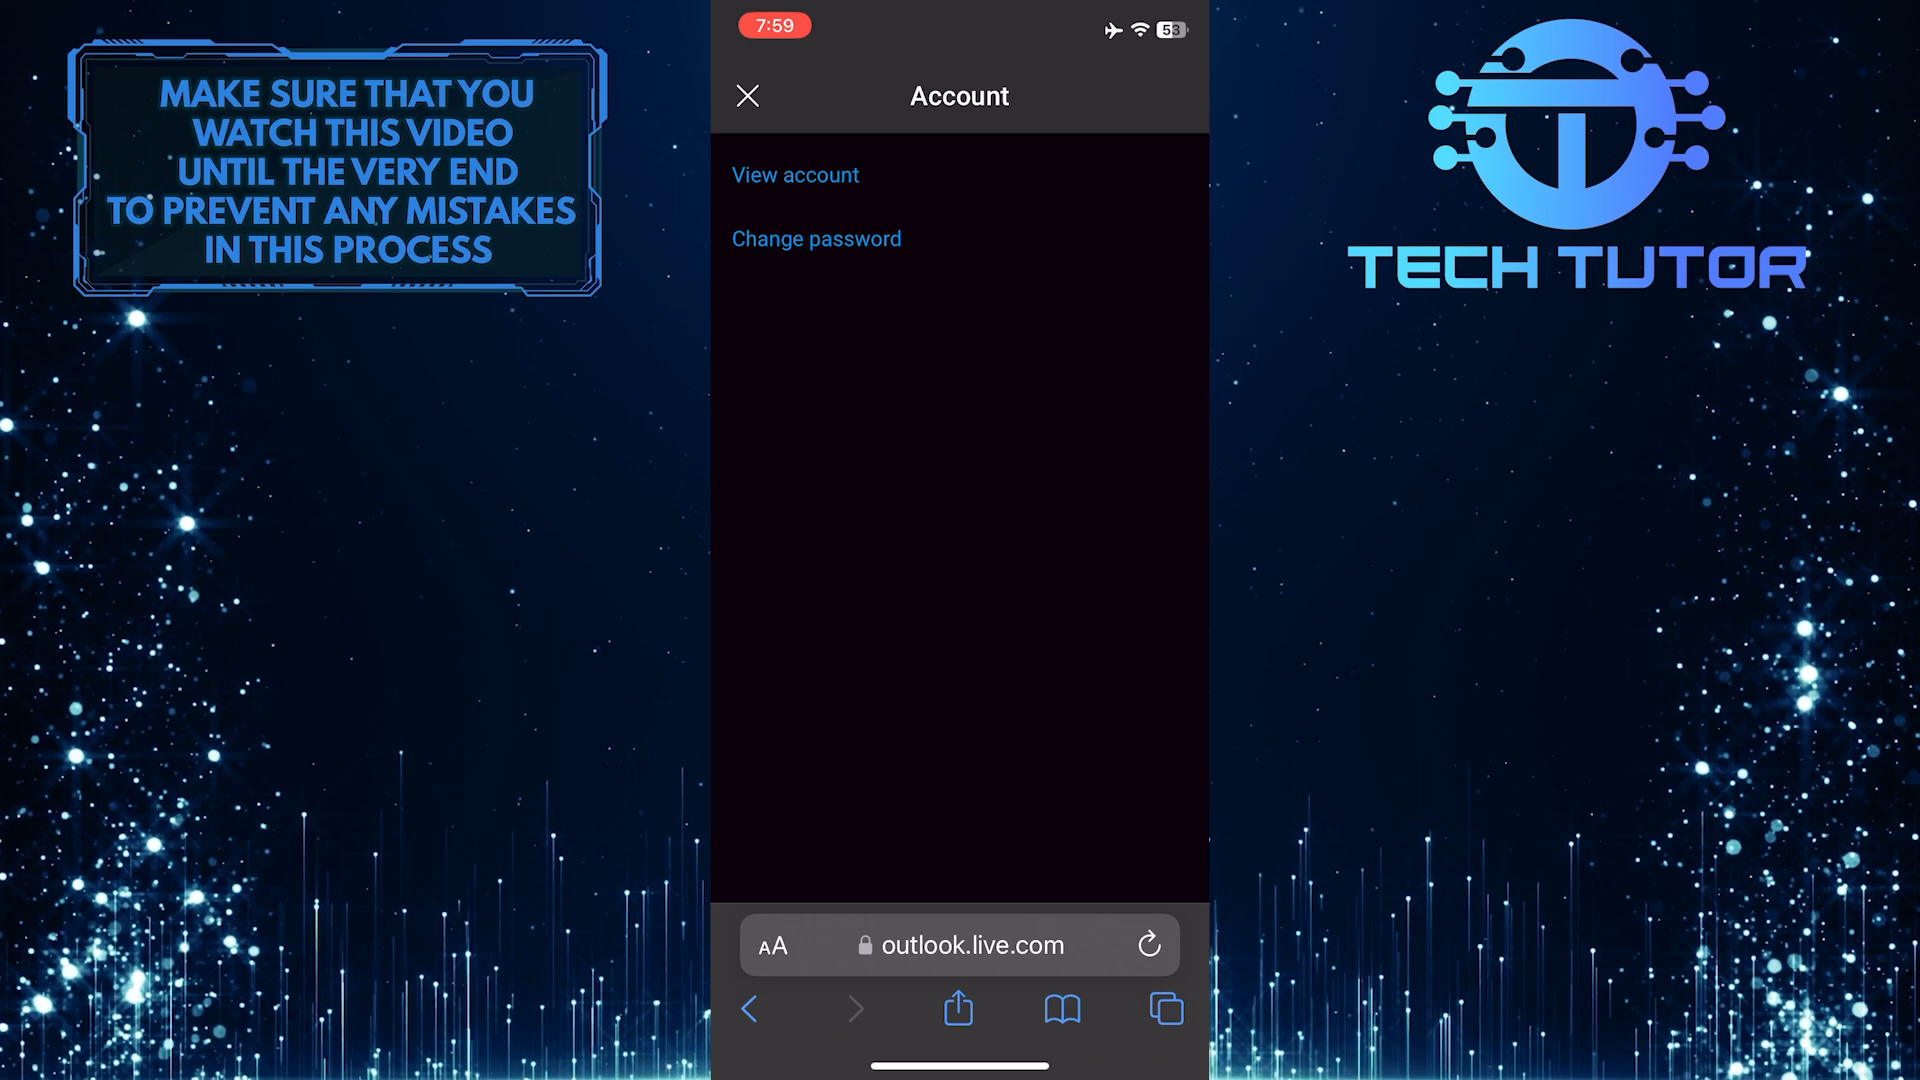 MAKE SURE THAT YOU
WATCH THIS VIDEO
UNTIL THE VERY END
TO PREVENT ANY MISTAKES
IN THIS PROCESS
7:59
53
Account
View account
Change password
AA
outlook.live.com
TECH TUTOR